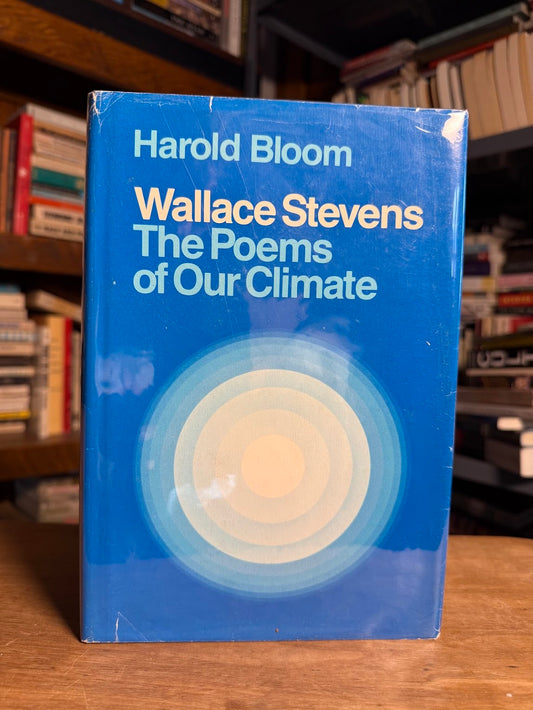 Harold Bloom
Wallace Stevens
The Poems
of Our Climate